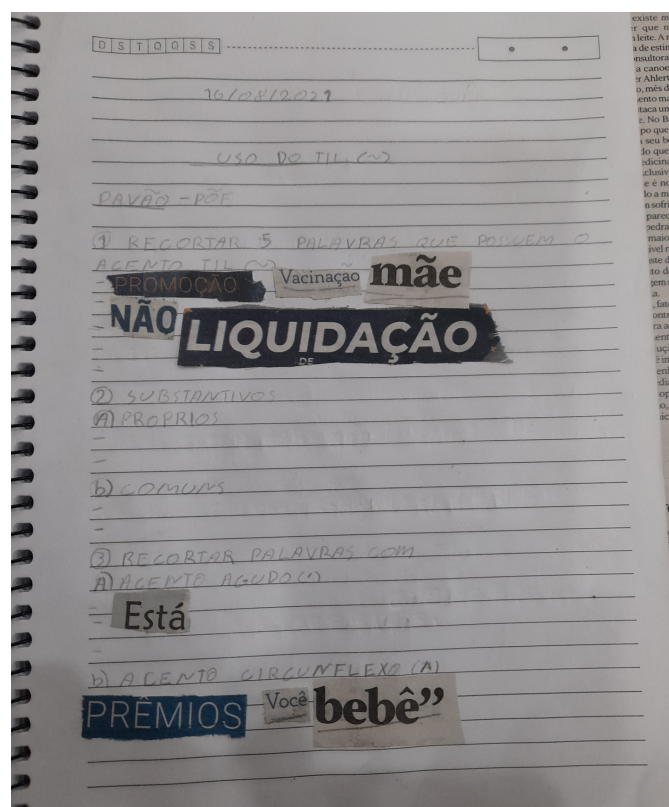 D S T Q Q S S
16/08/2021
USO DO TIL (~)
PAVÃO - PÕE
① RECORTAR 5 PALAVRAS QUE POSSUEM O
ACENTO TIL (~)
PROMOÇÃO Vacinação mãe
NÃO LIQUIDAÇÃO
DE
② SUBSTANTIVOS
A) PROPRIOS
b) COMUNS
③ RECORTAR PALAVRAS COM
A) ACENTO AGUDO (´)
Está
b) ACENTO CIRCUNFLEXO (^)
PRÊMIOS Você bebê”